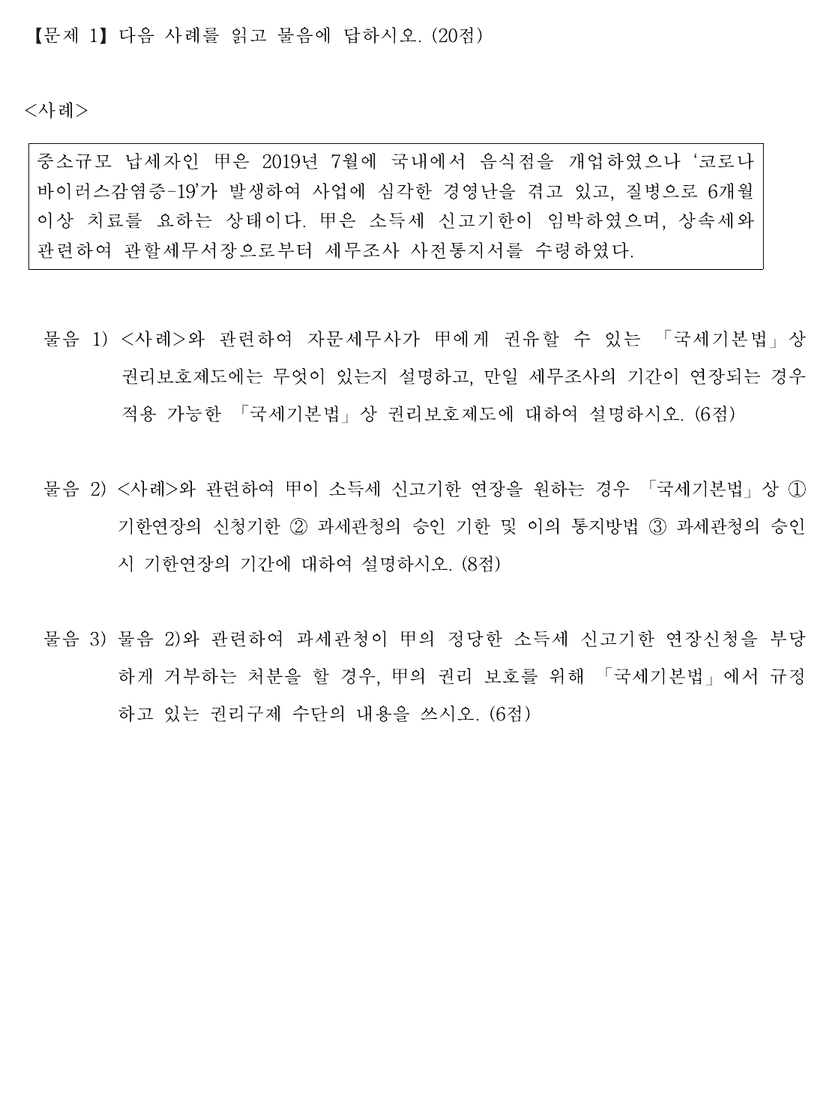 【문제 1】 다음 사례를 읽고 물음에 답하시오. (20점)
<사례>
중소규모 납세자인 甲은 2019년 7월에 국내에서 음식점을 개업하였으나 ‘코로나
바이러스감염증-19’가 발생하여 사업에 심각한 경영난을 겪고 있고, 질병으로 6개월
이상 치료를 요하는 상태이다. 甲은 소득세 신고기한이 임박하였으며, 상속세와
관련하여 관할세무서장으로부터 세무조사 사전통지서를 수령하였다.
물음 1) <사례>와 관련하여 자문세무사가 甲에게 권유할 수 있는 「국세기본법」상
권리보호제도에는 무엇이 있는지 설명하고, 만일 세무조사의 기간이 연장되는 경우
적용 가능한 「국세기본법」상 권리보호제도에 대하여 설명하시오. (6점)
물음 2) <사례>와 관련하여 甲이 소득세 신고기한 연장을 원하는 경우 「국세기본법」상 ①
기한연장의 신청기한 ② 과세관청의 승인 기한 및 이의 통지방법 ③ 과세관청의 승인
시 기한연장의 기간에 대하여 설명하시오. (8점)
물음 3) 물음 2)와 관련하여 과세관청이 甲의 정당한 소득세 신고기한 연장신청을 부당
하게 거부하는 처분을 할 경우, 甲의 권리 보호를 위해 「국세기본법」에서 규정
하고 있는 권리구제 수단의 내용을 쓰시오. (6점)